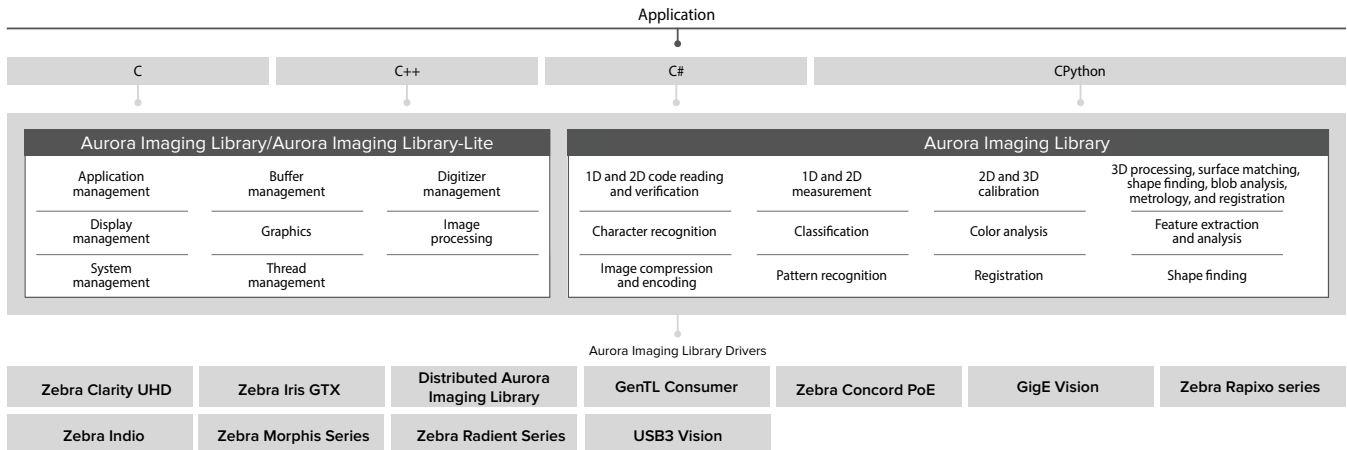 Application
C
C++
C#
CPython
Aurora Imaging Library/Aurora Imaging Library-Lite
Application
management
Buffer
management
Digitizer
management
Display
management
Graphics
Image
processing
System
management
Thread
management
Aurora Imaging Library
1D and 2D code reading
and verification
1D and 2D
measurement
2D and 3D
calibration
3D processing, surface matching,
shape finding, blob analysis,
metrology, and registration
Character recognition
Classification
Color analysis
Feature extraction
and analysis
Image compression
and encoding
Pattern recognition
Registration
Shape finding
Aurora Imaging Library Drivers
Zebra Clarity UHD
Zebra Iris GTX
Distributed Aurora
Imaging Library
GenTL Consumer
Zebra Concord PoE
GigE Vision
Zebra Rapixo series
Zebra Indio
Zebra Morphis Series
Zebra Radient Series
USB3 Vision